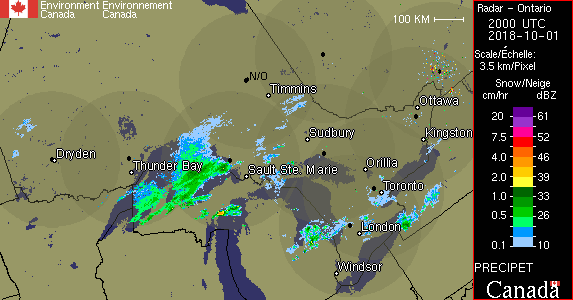 Environment Environnement
Canada Canada
100 KM
N/O
Timmins
Ottawa
Sudbury
Kingston
Dryden
Thunder Bay
Sault Ste. Marie
Orillia
Toronto
London
Windsor
Radar - Ontario
2000 UTC
2018-10-01
Scale/Échelle:
3.5 km/Pixel
Snow/Neige
cm/hr dBZ
20 61
7.5 52
4.0 46
2.0 39
1.0 33
0.5 26
0.1 10
PRECIPET
Canada